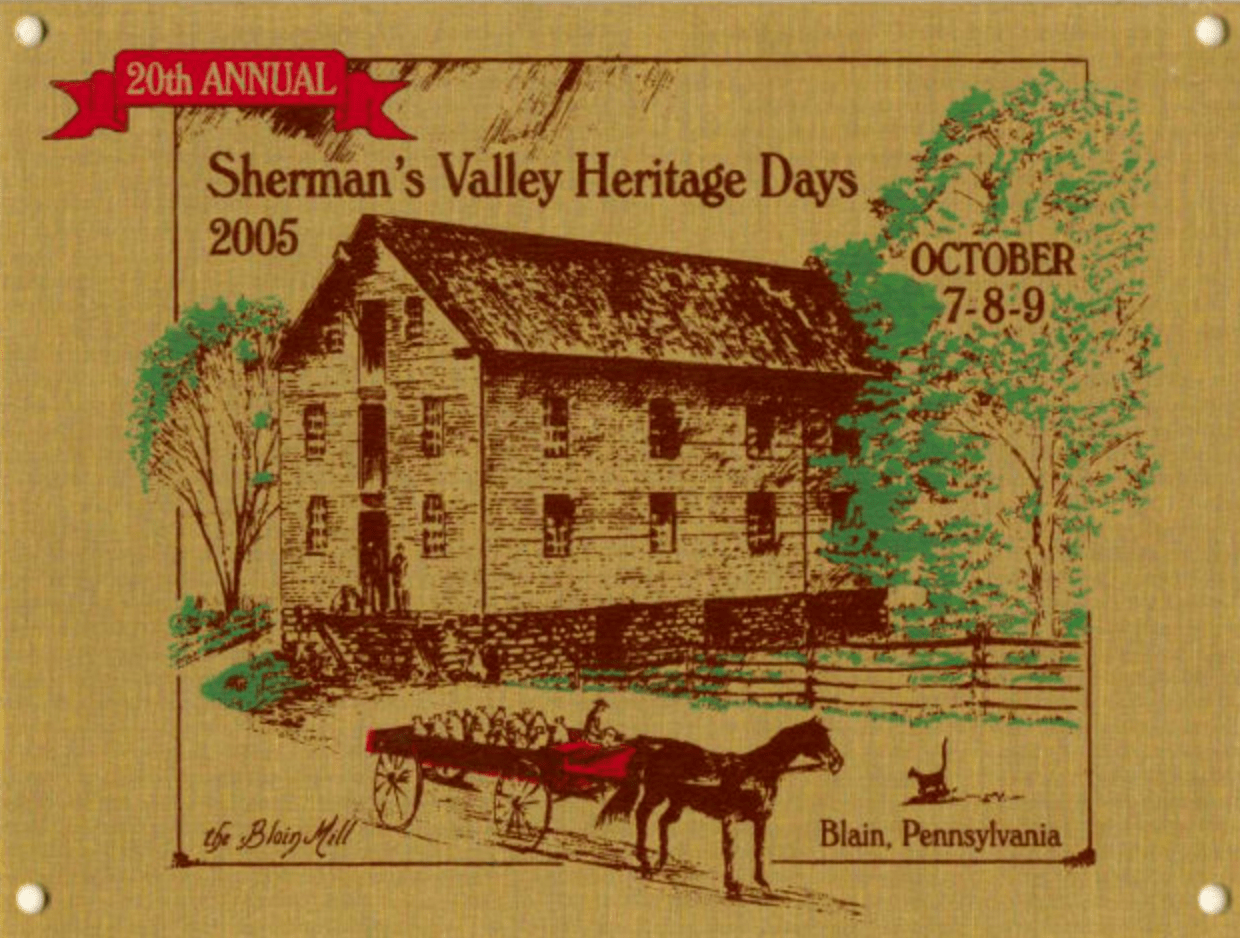 20th ANNUAL
Sherman's Valley Heritage Days
2005
OCTOBER
7-8-9
the Blain Mill
Blain, Pennsylvania